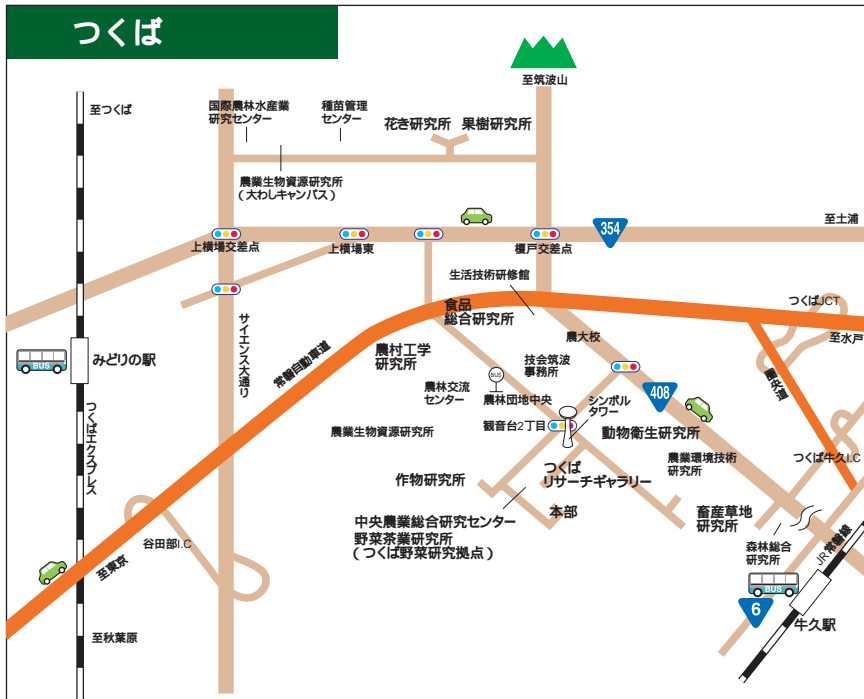 つくば
至筑波山
至つくば
国際農林水産業
研究センター
種苗管理
センター
花き研究所
果樹研究所
農業生物資源研究所
(大わしキャンパス)
354
至土浦
上横場交差点
上横場東
榎戸交差点
生活技術研修館
食品
総合研究所
つくばJCT
至水戸
農大校
サイエンス大通り
常磐自動車道
農村工学
研究所
技会筑波
事務所
圏央道
BUS
みどりの駅
BUS
農林交流
センター
農林団地中央
シンボル
タワー
408
つくばエクスプレス
農業生物資源研究所
観音台2丁目
動物衛生研究所
農業環境技術
研究所
つくば牛久I.C
作物研究所
つくば
リサーチギャラリー
本部
中央農業総合研究センター
野菜茶業研究所
(つくば野菜研究拠点)
畜産草地
研究所
森林総合
研究所
JR常磐線
谷田部I.C
至東京
BUS
6
牛久駅
至秋葉原